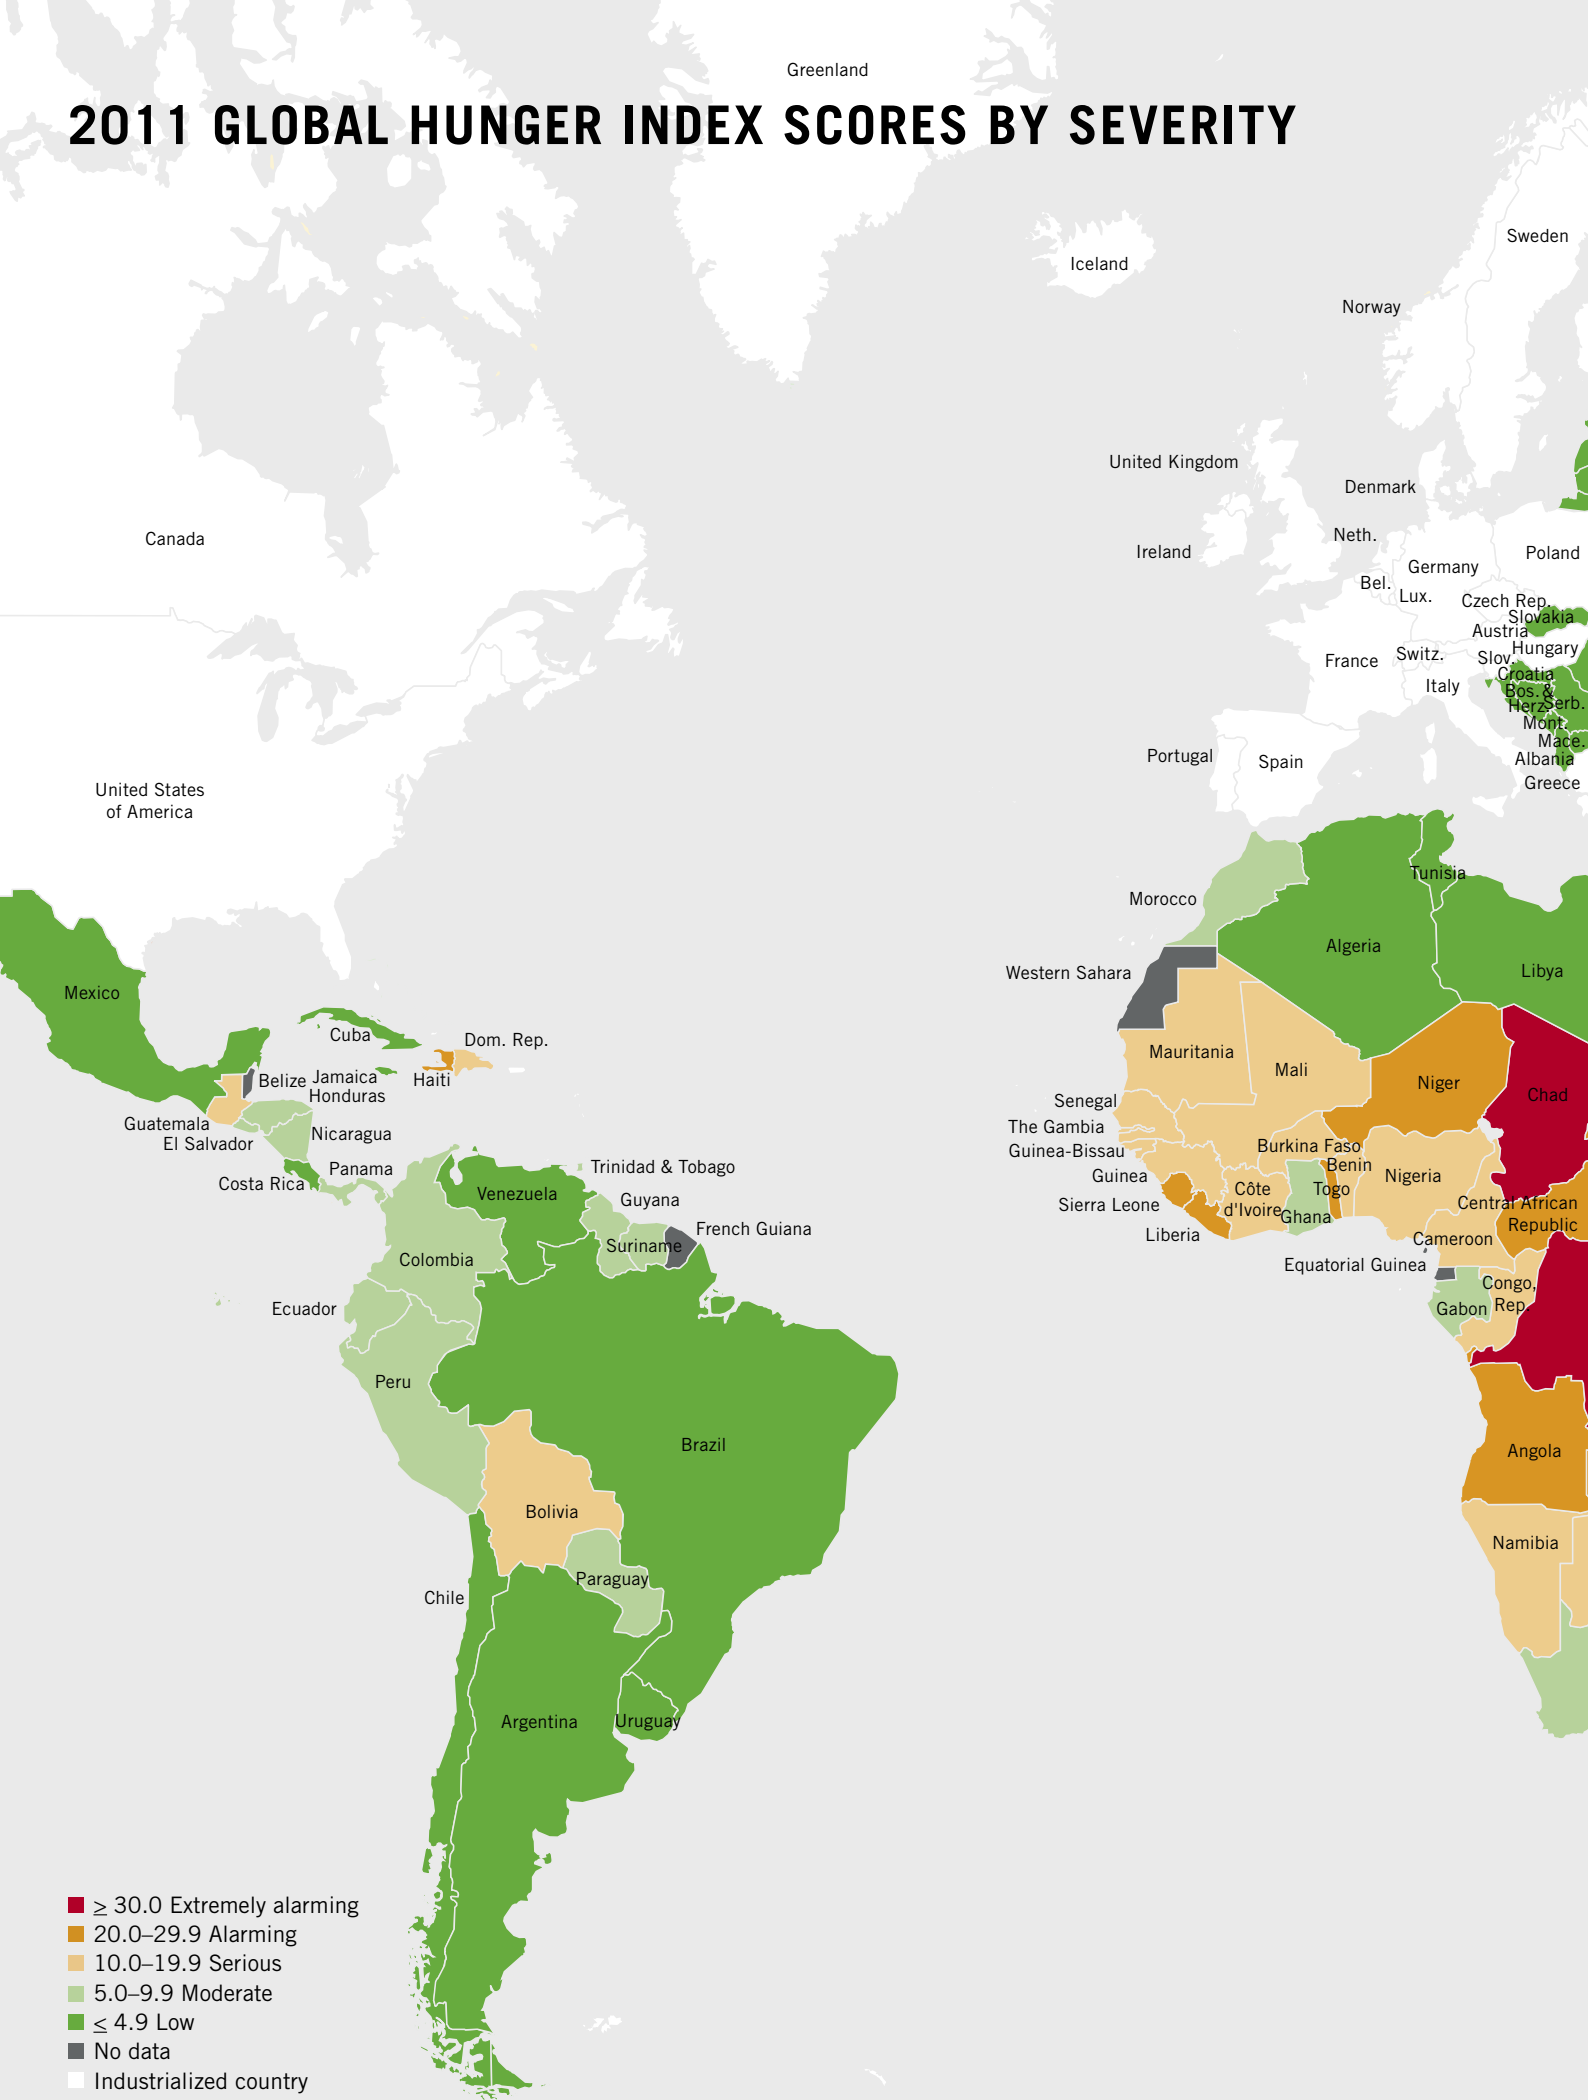 Greenland
2011 GLOBAL HUNGER INDEX SCORES BY SEVERITY
Sweden
Iceland
Norway
United Kingdom
Denmark
Canada
Neth.
Ireland
Poland
Germany
Bel.
Lux.
Czech Rep.
Slovakia
Austria
Hungary
Switz.
Slov.
France
Croatia
Italy
Bos.&
Herz.
Serb.
Mont.
Mace.
Portugal
Spain
Albania
Greece
United States
of America
Tunisia
Morocco
Algeria
Libya
Western Sahara
Mexico
Cuba
Dom. Rep.
Mauritania
Mali
Niger
Chad
Belize
Jamaica
Haiti
Honduras
Senegal
Guatemala
The Gambia
El Salvador
Nicaragua
Burkina Faso
Guinea-Bissau
Benin
Panama
Trinidad & Tobago
Guinea
Nigeria
Costa Rica
Venezuela
Côte
d'Ivoire
Togo
Guyana
Sierra Leone
Ghana
Central African
Republic
French Guiana
Liberia
Suriname
Cameroon
Colombia
Equatorial Guinea
Congo,
Rep.
Ecuador
Gabon
Peru
Brazil
Angola
Bolivia
Namibia
Paraguay
Chile
Argentina
Uruguay
≥ 30.0 Extremely alarming
20.0–29.9 Alarming
10.0–19.9 Serious
5.0–9.9 Moderate
≤ 4.9 Low
No data
Industrialized country